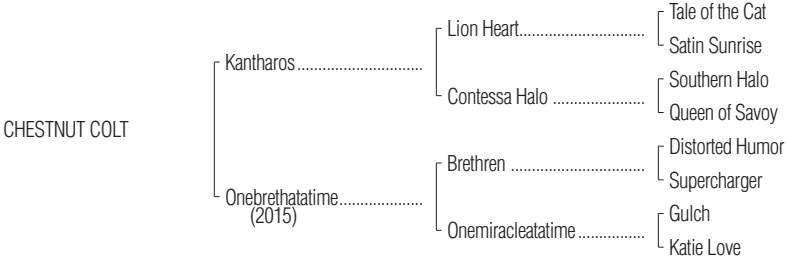 Tale of the Cat
Lion Heart..............................
Satin Sunrise
Kantharos..............................
Southern Halo
Contessa Halo ......................
Queen of Savoy
CHESTNUT COLT
Distorted Humor
Brethren ................................
Supercharger
Onebrethatatime....................
(2015)
Gulch
Onemiracleatatime ................
Katie Love